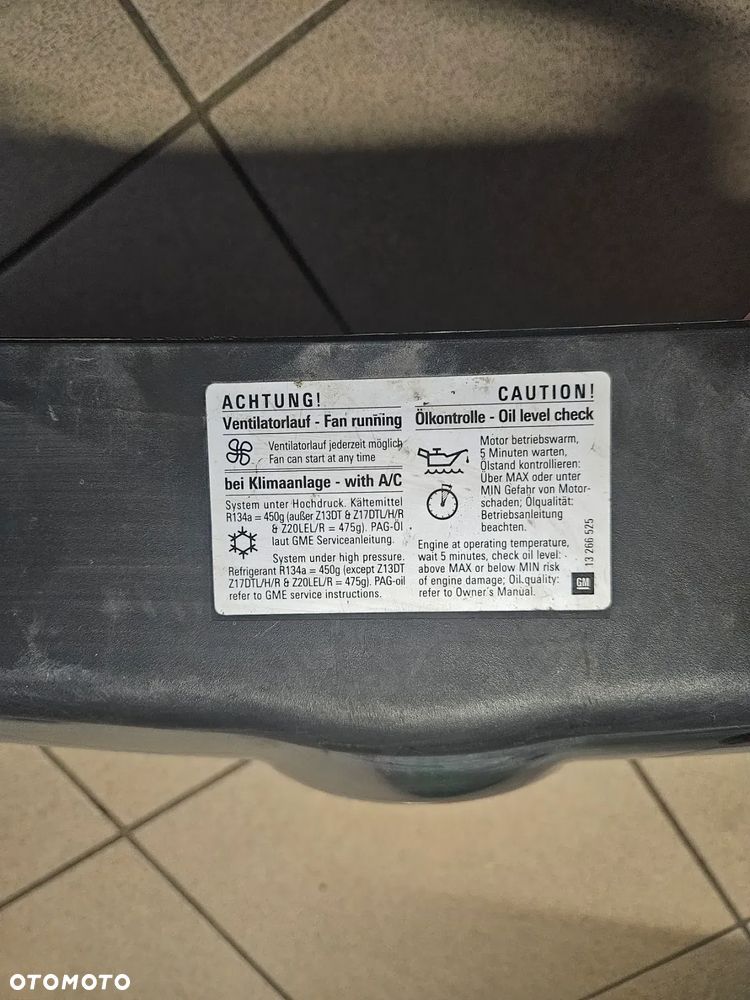 ACHTUNG!
CAUTION!
Ventilatorlauf - Fan running
Ventilatorlauf jederzeit möglich
Fan can start at any time
bei Klimaanlage - with A/C
System unter Hochdruck. Kältemittel
R134a = 450g (außer Z13DT & Z17DTL/H/R
& Z20LEL/R = 475g). PAG-Öl
laut GME Serviceanleitung.
System under high pressure.
Refrigerant R134a = 450g (except Z13DT
Z17DTL/H/R & Z20LEL/R = 475g). PAG-oil
refer to GME service instructions.
Ölkontrolle - Oil level check
Motor betriebswarm,
5 Minuten warten,
Ölstand kontrollieren:
Über MAX oder unter
MIN Gefahr von Motor-
schaden; Ölqualität:
Betriebsanleitung
beachten.
Engine at operating temperature,
wait 5 minutes, check oil level:
above MAX or below MIN risk
of engine damage; Oil quality:
refer to Owner's Manual.
GM
13 266 525
OTOMOTO